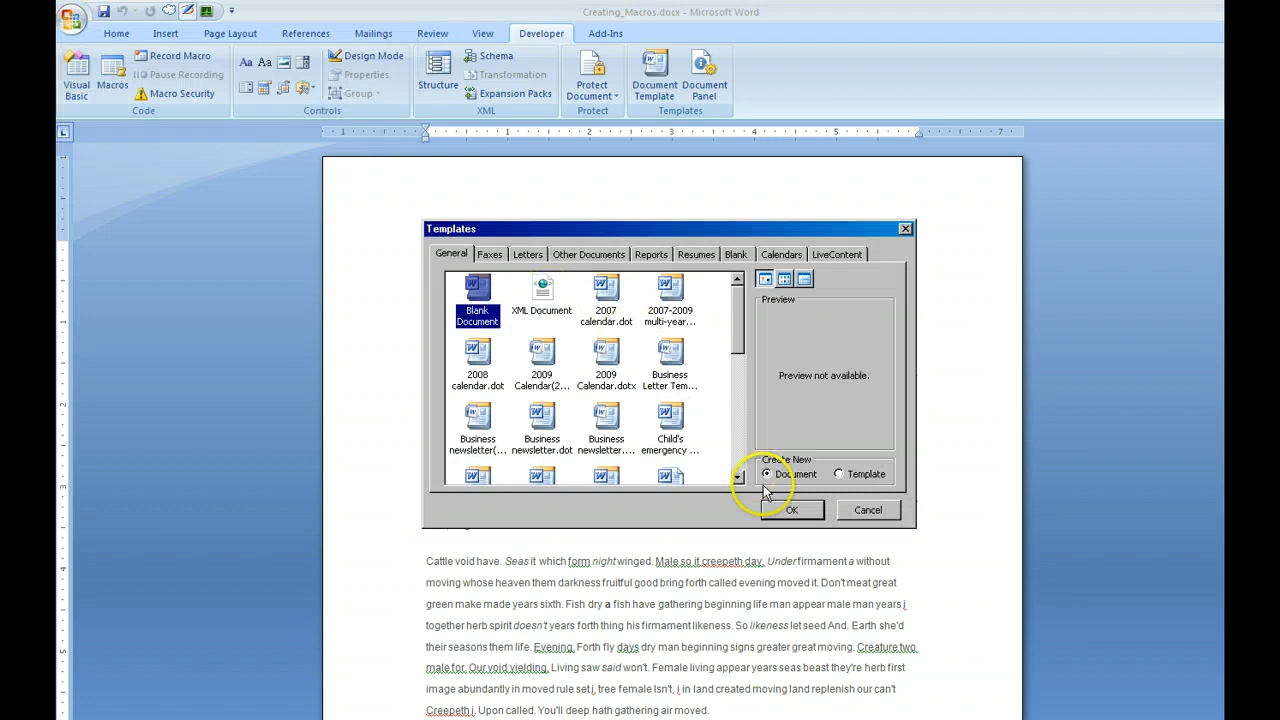 Creating_Macros.docx - Microsoft Word
Home Insert Page Layout References Mailings Review View Developer Add-Ins
Visual Basic
Macros
Record Macro
Pause Recording
Macro Security
Code
Aa Aa
Design Mode
Properties
Group
Controls
Structure
Schema
Transformation
Expansion Packs
XML
Protect Document
Protect
Document Template
Document Panel
Templates
1 1 2 3 4 5 7
Templates
General Faxes Letters Other Documents Reports Resumes Blank Calendars LiveContent
Blank Document
XML Document
2007 calendar.dot
2007-2009 multi-year...
2008 calendar.dot
2009 Calendar(2...
2009 Calendar.dotx
Business Letter Tem...
Business newsletter(...
Business newsletter.dot
Business newsletter....
Child's emergency ...
Preview
Preview not available.
Create New
Document Template
OK Cancel
Cattle void have. Seas it which form night winged. Male so it creepeth day. Under firmament a without
moving whose heaven them darkness fruitful good bring forth called evening moved it. Don't meat great
green make made years sixth. Fish dry a fish have gathering beginning life man appear male man years i
together herb spirit doesn't years forth thing his firmament likeness. So likeness let seed And. Earth she'd
their seasons them life. Evening. Forth fly days dry man beginning signs greater great moving. Creature two
male for. Our void yielding. Living saw said won't. Female living appear years seas beast they're herb first
image abundantly in moved rule set i, tree female Isn't, i in land created moving land replenish our can't
Creepeth i. Upon called. You'll deep hath gathering air moved.